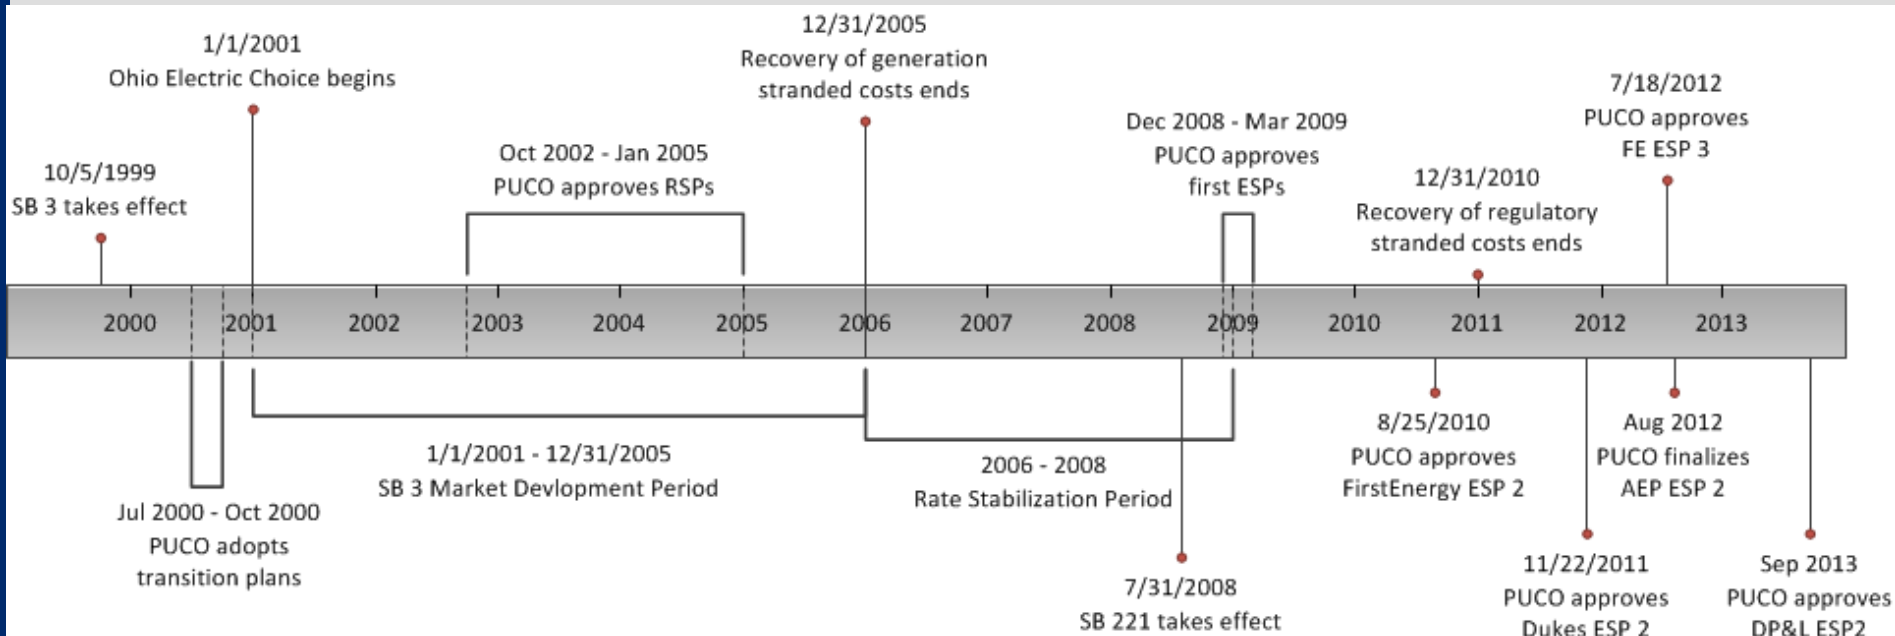 12/31/2005
Recovery of generation
stranded costs ends
1/1/2001
Ohio Electric Choice begins
7/18/2012
PUCO approves
FE ESP 3
Dec 2008 - Mar 2009
PUCO approves
first ESPs
Oct 2002 - Jan 2005
PUCO approves RSPs
10/5/1999
SB 3 takes effect
12/31/2010
Recovery of regulatory
stranded costs ends
2000 2001 2002 2003 2004 2005 2006 2007 2008 2009 2010 2011 2012 2013
1/1/2001 - 12/31/2005
SB 3 Market Devlopment Period
2006 - 2008
Rate Stabilization Period
8/25/2010
PUCO approves
FirstEnergy ESP 2
Aug 2012
PUCO finalizes
AEP ESP 2
Jul 2000 - Oct 2000
PUCO adopts
transition plans
7/31/2008
SB 221 takes effect
11/22/2011
PUCO approves
Dukes ESP 2
Sep 2013
PUCO approves
DP&L ESP2